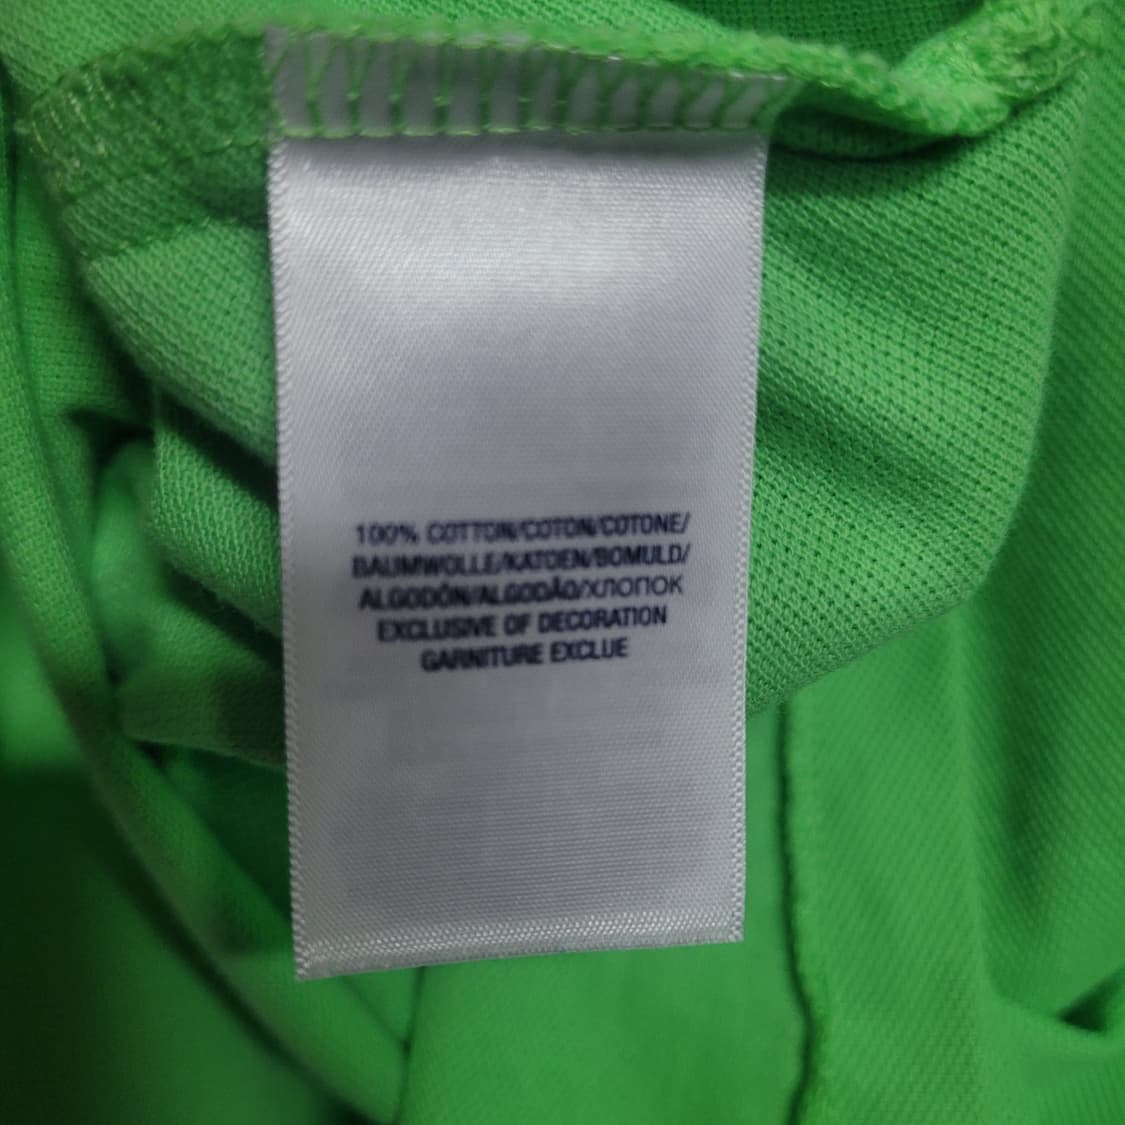 100% COTTON/COTON/COTONE/
BAUMWOLLE/KATOEN/BOMULD/
ALGODÓN/ALGODÃO/ХЛОПОК
EXCLUSIVE OF DECORATION
GARNITURE EXCLUE